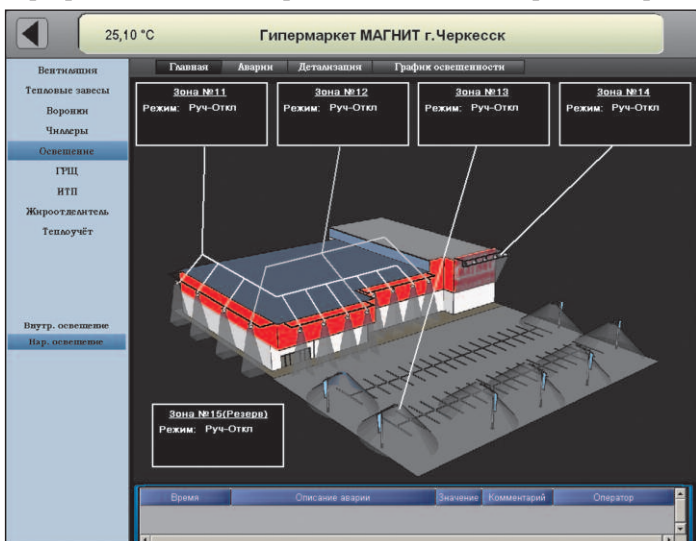 25,10 °C
Гипермаркет МАГНИТ г.Черкесск
Главная
Аварии
Детализация
График освещенности
Вентиляция
Тепловые завесы
Воронки
Чиллеры
Освещение
ГРЩ
ИТП
Жироотделитель
Теплоучёт
Внутр. освещение
Нар. освещение
Зона №11
Режим: Руч-Откл
Зона №12
Режим: Руч-Откл
Зона №13
Режим: Руч-Откл
Зона №14
Режим: Руч-Откл
Зона №15(Резерв)
Режим: Руч-Откл
Время
Описание аварии
Значение
Комментарий
Оператор